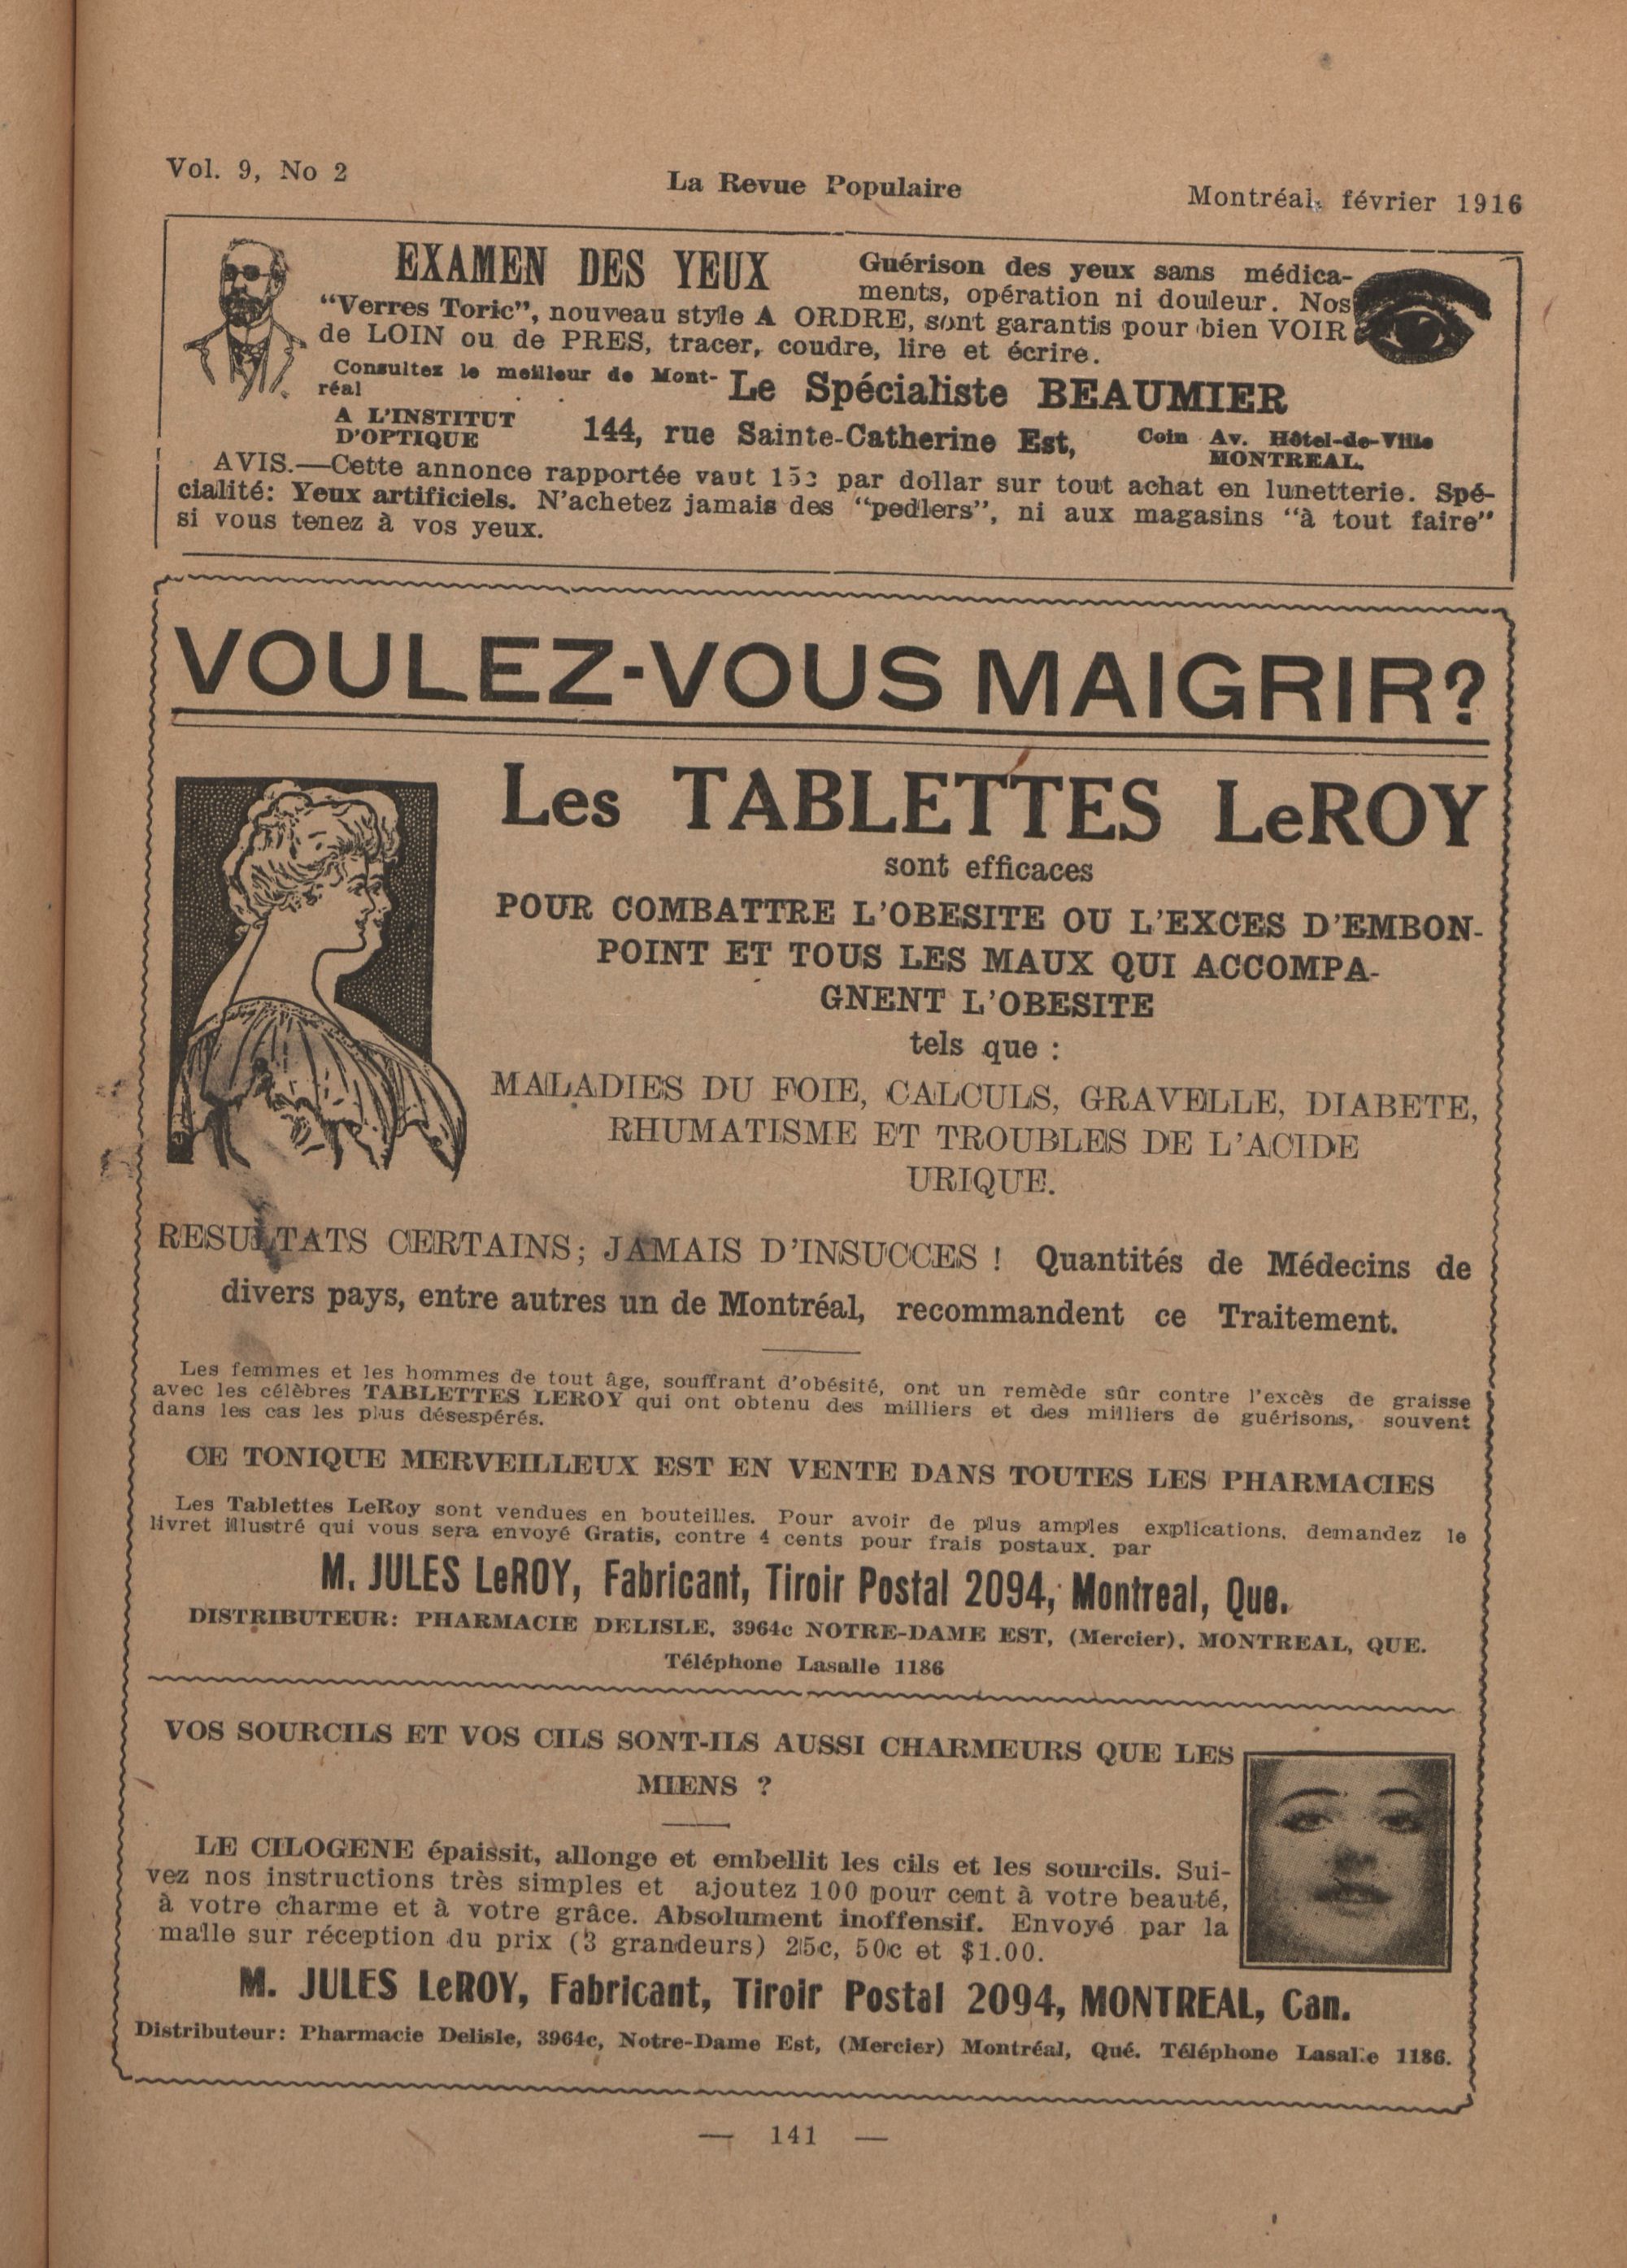 Vol. 9, No 2
La Revue Populaire
Montréal, février 1916
EXAMEN DES YEUX
Guérison des yeux sans médica-
ments, opération ni douleur. Nos
"Verres Toric", nouveau style A ORDRE, sont garantis pour bien VOIR
de LOIN ou de PRES, tracer, coudre, lire et écrire.
Consultez le meilleur de Mont-
réal
Le Spécialiste BEAUMIER
A L'INSTITUT
D'OPTIQUE
144, rue Sainte-Catherine Est,
Coin Av. Hôtel-de-Ville
MONTREAL.
AVIS.—Cette annonce rapportée vaut 15c par dollar sur tout achat en lunetterie. Spé-
cialité: Yeux artificiels. N'achetez jamais des "pedlers", ni aux magasins "à tout faire"
si vous tenez à vos yeux.
VOULEZ-VOUS MAIGRIR?
Les TABLETTES LeROY
sont efficaces
POUR COMBATTRE L'OBESITE OU L'EXCES D'EMBON-
POINT ET TOUS LES MAUX QUI ACCOMPA-
GNENT L'OBESITE
tels que :
MALADIES DU FOIE, CALCULS, GRAVELLE, DIABETE,
RHUMATISME ET TROUBLES DE L'ACIDE
URIQUE.
RESULTATS CERTAINS; JAMAIS D'INSUCCES ! Quantités de Médecins de
divers pays, entre autres un de Montréal, recommandent ce Traitement.
Les femmes et les hommes de tout âge, souffrant d'obésité, ont un remède sûr contre l'excès de graisse
avec les célèbres TABLETTES LEROY qui ont obtenu des milliers et des milliers de guérisons, souvent
dans les cas les plus désespérés.
CE TONIQUE MERVEILLEUX EST EN VENTE DANS TOUTES LES PHARMACIES
Les Tablettes LeRoy sont vendues en bouteilles. Pour avoir de plus amples explications, demandez le
livret illustré qui vous sera envoyé Gratis, contre 4 cents pour frais postaux, par
M. JULES LeROY, Fabricant, Tiroir Postal 2094, Montreal, Que.
DISTRIBUTEUR: PHARMACIE DELISLE, 3964c NOTRE-DAME EST, (Mercier), MONTREAL, QUE.
Téléphone Lasalle 1186
VOS SOURCILS ET VOS CILS SONT-ILS AUSSI CHARMEURS QUE LES
MIENS ?
LE CILOGENE épaissit, allonge et embellit les cils et les sourcils. Sui-
vez nos instructions très simples et ajoutez 100 pour cent à votre beauté,
à votre charme et à votre grâce. Absolument inoffensif. Envoyé par la
malle sur réception du prix (3 grandeurs) 25c, 50c et $1.00.
M. JULES LeROY, Fabricant, Tiroir Postal 2094, MONTREAL, Can.
Distributeur: Pharmacie Delisle, 3964c, Notre-Dame Est, (Mercier) Montréal, Qué. Téléphone Lasalle 1186.
— 141 —